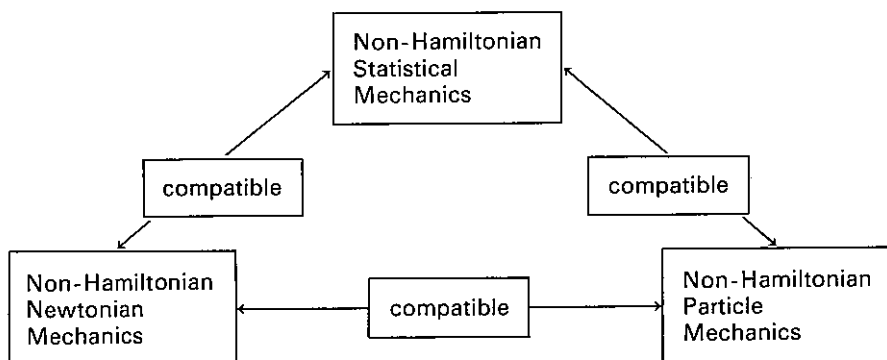 Non-Hamiltonian
Statistical
Mechanics
compatible
compatible
Non-Hamiltonian
Newtonian
Mechanics
compatible
Non-Hamiltonian
Particle
Mechanics